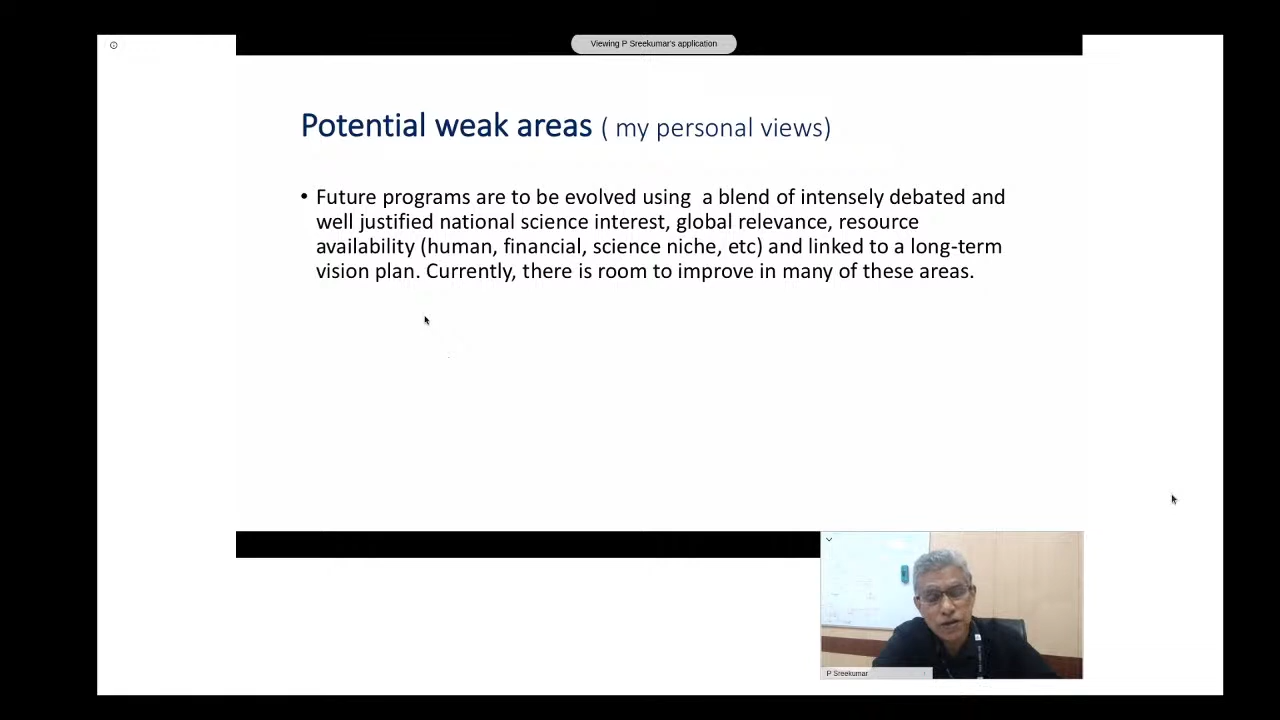 Viewing P Sreekumar's application
Potential weak areas ( my personal views)
• Future programs are to be evolved using  a blend of intensely debated and
well justified national science interest, global relevance, resource
availability (human, financial, science niche, etc) and linked to a long-term
vision plan. Currently, there is room to improve in many of these areas.
P Sreekumar